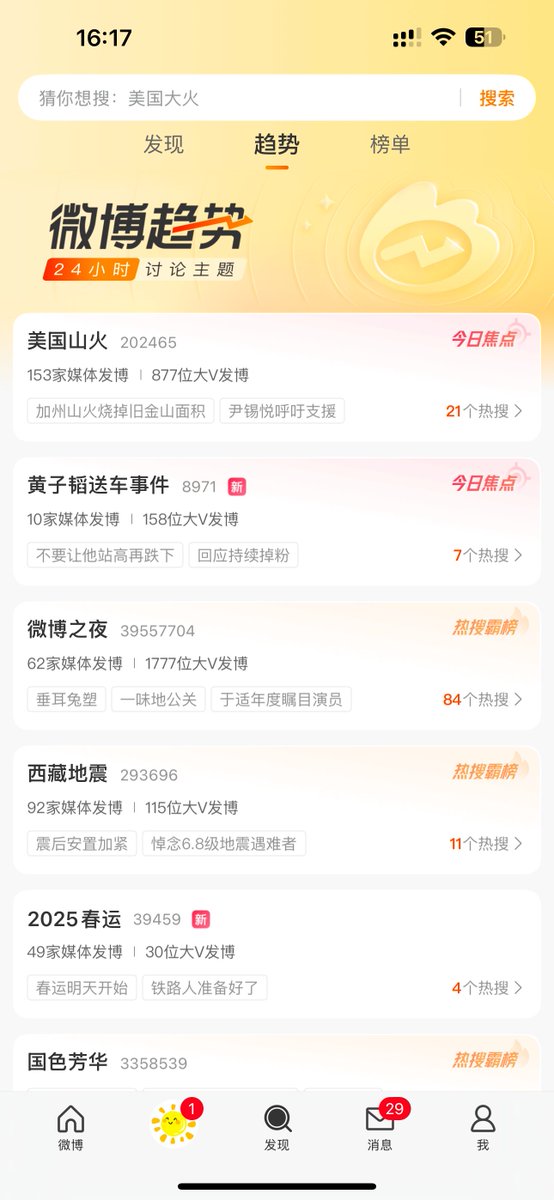 16:17
51
猜你想搜：美国大火
搜索
发现 趋势 榜单
微博趋势
24小时 讨论主题
美国山火 202465 今日焦点
153家媒体发博 877位大V发博
加州山火烧掉旧金山面积 尹锡悦呼吁支援 21个热搜
黄子韬送车事件 8971 新 今日焦点
10家媒体发博 158位大V发博
不要让他站高再跌下 回应持续掉粉 7个热搜
微博之夜 39557704 热搜霸榜
62家媒体发博 1777位大V发博
垂耳兔塑 一味地公关 于适年度瞩目演员 84个热搜
西藏地震 293696 热搜霸榜
92家媒体发博 115位大V发博
震后安置加紧 悼念6.8级地震遇难者 11个热搜
2025春运 39459 新
49家媒体发博 30位大V发博
春运明天开始 铁路人准备好了 4个热搜
国色芳华 3358539 热搜霸榜
1 29
微博 发现 消息 我